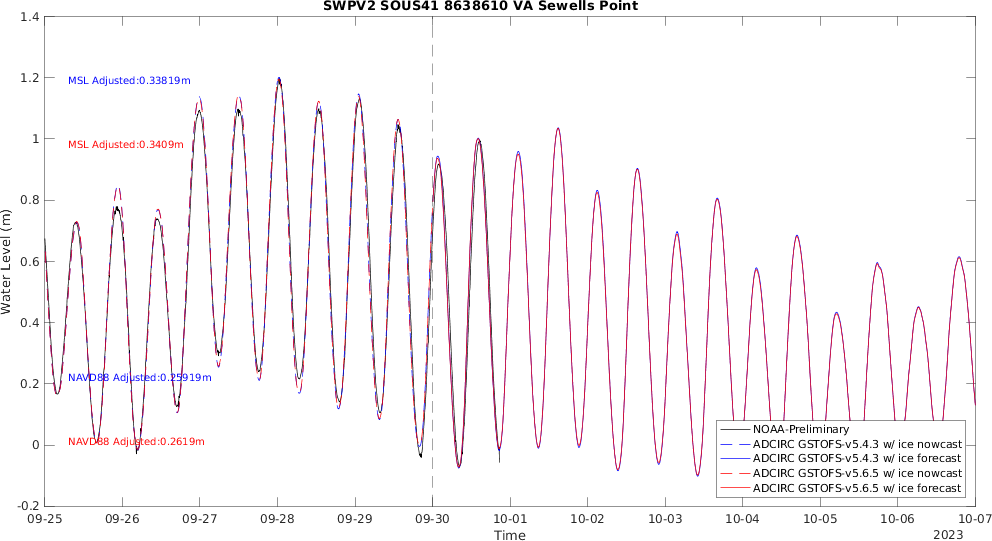 SWPV2 SOUS41 8638610 VA Sewells Point
1.4
1.2
1
0.8
0.6
0.4
0.2
0
-0.2
Water Level (m)
MSL Adjusted:0.33819m
MSL Adjusted:0.3409m
NAVD88 Adjusted:0.25919m
NAVD88 Adjusted:0.2619m
NOAA-Preliminary
ADCIRC GSTOFS-v5.4.3 w/ ice nowcast
ADCIRC GSTOFS-v5.4.3 w/ ice forecast
ADCIRC GSTOFS-v5.6.5 w/ ice nowcast
ADCIRC GSTOFS-v5.6.5 w/ ice forecast
09-25 09-26 09-27 09-28 09-29 09-30 10-01 10-02 10-03 10-04 10-05 10-06 10-07
Time
2023